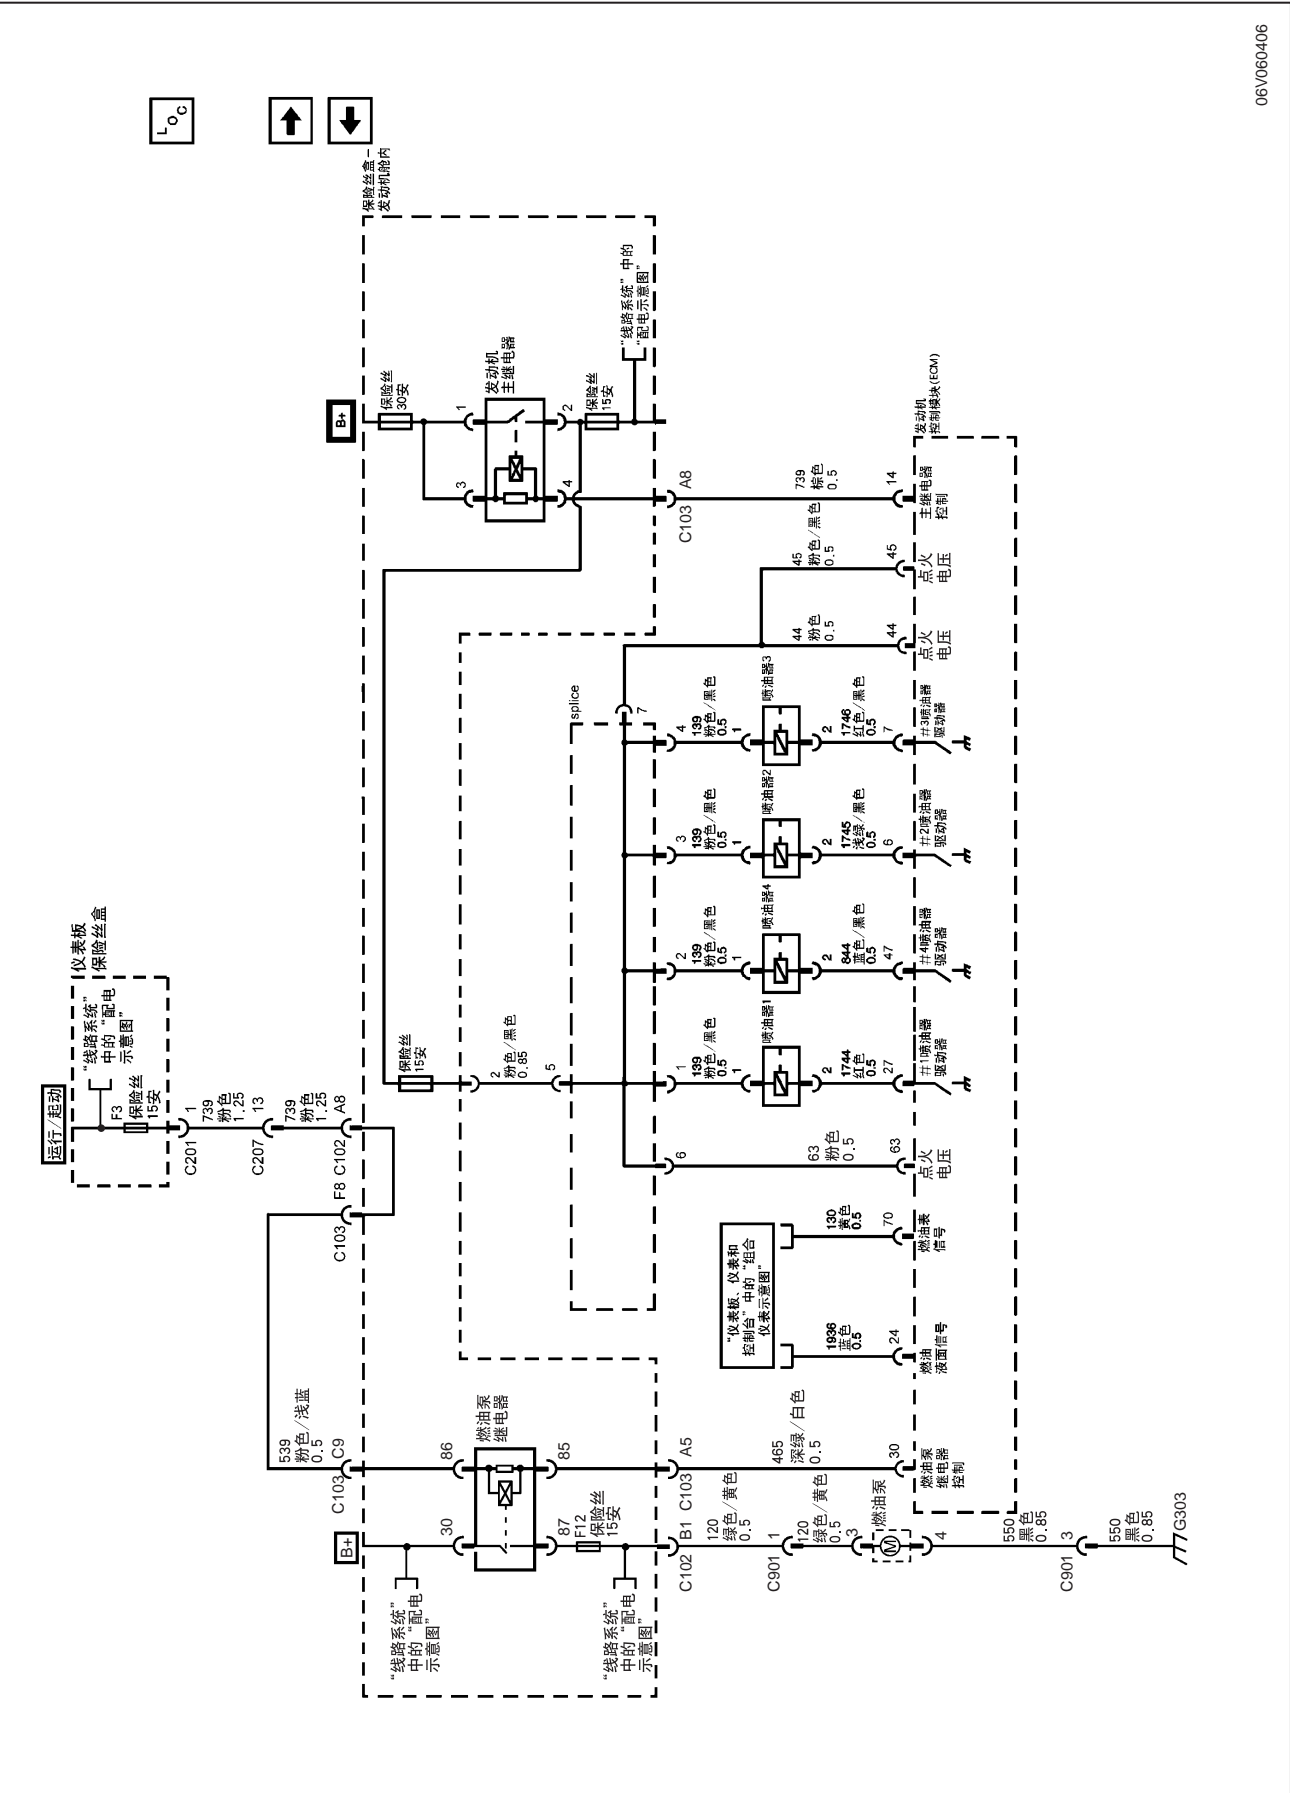 运行/起动
“线路系统”
中的“配电
示意图”
仪表板
保险丝盒
F3
保险丝
15安
C201
1
739
粉色
1.25
C207
13
739
粉色
1.25
C102
A8
C103
F8
539
粉色/浅蓝
0.5
C103
C9
B+
“线路系统”
中的“配电
示意图”
30
86
燃油泵
继电器
87
85
F12
保险丝
15安
“线路系统”
中的“配电
示意图”
C102
B1
C103
A5
120
绿色/黄色
0.5
C901
1
120
绿色/黄色
0.5
3
燃油泵
M
4
550
黑色
0.85
C901
3
550
黑色
0.85
G303
465
深绿/白色
0.5
30
燃油泵
继电器
控制
“仪表板、仪表和
控制台”中的“组合
仪表示意图”
1936
蓝色
0.5
24
燃油
液面信号
130
黄色
0.5
70
燃油表
信号
6
63
粉色
0.5
63
点火
电压
保险丝
15安
2
粉色/黑色
0.85
5
splice
1
139
粉色/黑色
0.5
1
喷油器1
2
1744
红色
0.5
27
#1喷油器
驱动器
2
139
粉色/黑色
0.5
1
喷油器4
2
844
蓝色/黑色
0.5
47
#4喷油器
驱动器
3
139
粉色/黑色
0.5
1
喷油器2
2
1745
浅绿/黑色
0.5
6
#2喷油器
驱动器
4
139
粉色/黑色
0.5
1
喷油器3
2
1746
红色/黑色
0.5
7
#3喷油器
驱动器
7
44
粉色
0.5
44
点火
电压
45
粉色/黑色
0.5
45
点火
电压
B+
保险丝
30安
3
1
发动机
主继电器
4
2
保险丝
15安
“线路系统”中的
“配电示意图”
C103
A8
739
棕色
0.5
14
主继电器
控制
发动机
控制模块(ECM)
保险丝盒-
发动机舱内
LOC
06V060406